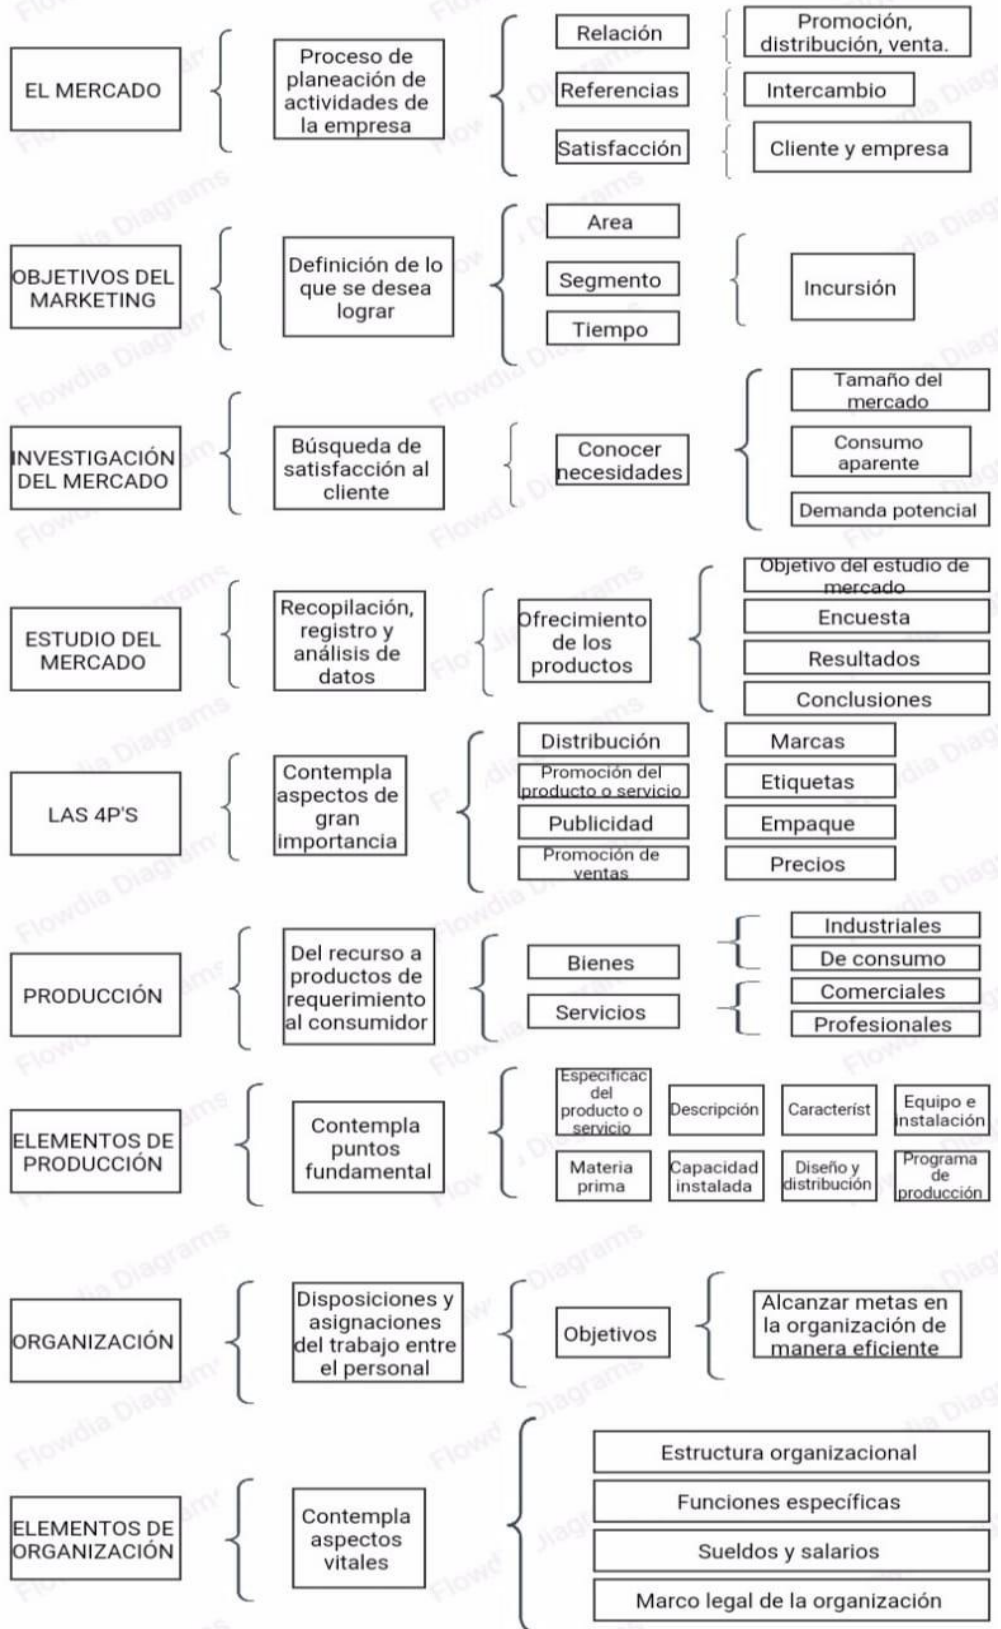 EL MERCADO
Proceso de
planeación de
actividades de
la empresa
Relación
Promoción,
distribución, venta.
Referencias
Intercambio
Satisfacción
Cliente y empresa
OBJETIVOS DEL
MARKETING
Definición de lo
que se desea
lograr
Area
Segmento
Tiempo
Incursión
INVESTIGACIÓN
DEL MERCADO
Búsqueda de
satisfacción al
cliente
Conocer
necesidades
Tamaño del
mercado
Consumo
aparente
Demanda potencial
ESTUDIO DEL
MERCADO
Recopilación,
registro y
análisis de
datos
Ofrecimiento
de los
productos
Objetivo del estudio de
mercado
Encuesta
Resultados
Conclusiones
LAS 4P'S
Contempla
aspectos de
gran
importancia
Distribución
Promoción del
producto o servicio
Publicidad
Promoción de
ventas
Marcas
Etiquetas
Empaque
Precios
PRODUCCIÓN
Del recurso a
productos de
requerimiento
al consumidor
Bienes
Servicios
Industriales
De consumo
Comerciales
Profesionales
ELEMENTOS DE
PRODUCCIÓN
Contempla
puntos
fundamental
Especificac
del
producto o
servicio
Descripción
Característ
Equipo e
instalación
Materia
prima
Capacidad
instalada
Diseño y
distribución
Programa
de
producción
ORGANIZACIÓN
Disposiciones y
asignaciones
del trabajo entre
el personal
Objetivos
Alcanzar metas en
la organización de
manera eficiente
ELEMENTOS DE
ORGANIZACIÓN
Contempla
aspectos
vitales
Estructura organizacional
Funciones específicas
Sueldos y salarios
Marco legal de la organización
Flowdia Diagrams